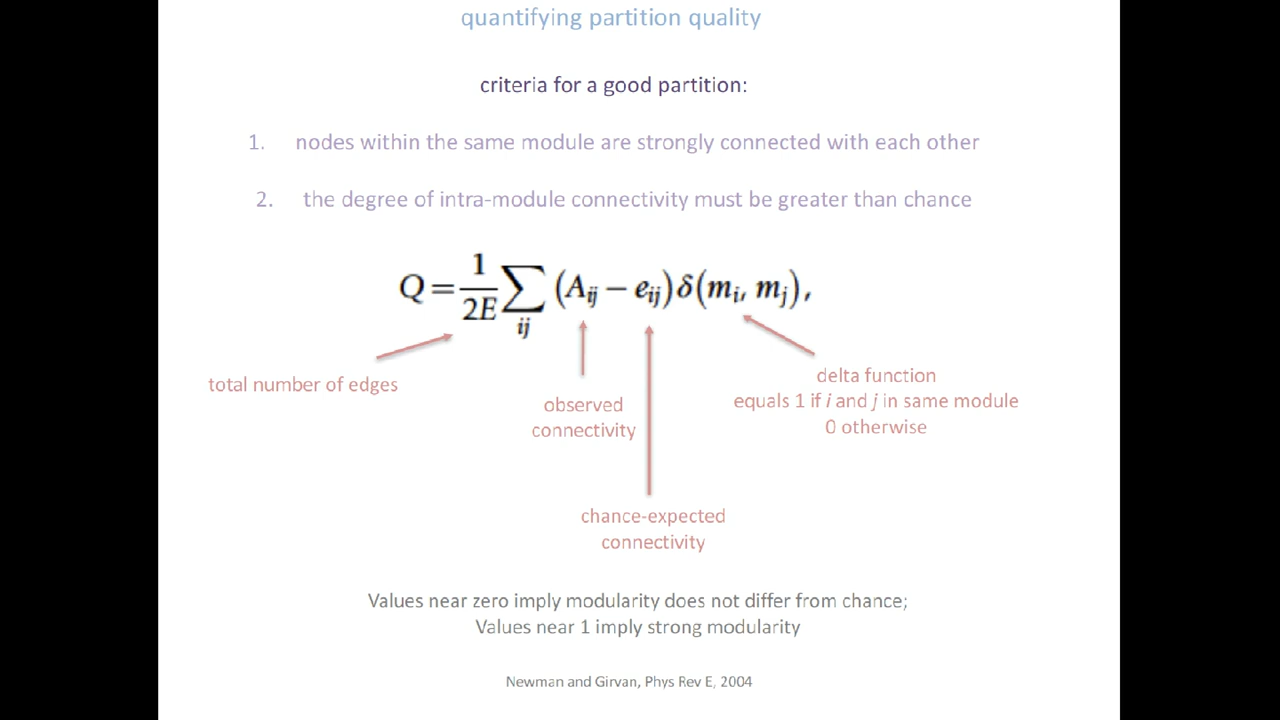 quantifying partition quality
criteria for a good partition:
1. nodes within the same module are strongly connected with each other
2. the degree of intra-module connectivity must be greater than chance
Q = 1/2E ∑ij (Aij − eij)δ(mi, mj),
total number of edges
observed
connectivity
delta function
equals 1 if i and j in same module
0 otherwise
chance-expected
connectivity
Values near zero imply modularity does not differ from chance;
Values near 1 imply strong modularity
Newman and Girvan, Phys Rev E, 2004